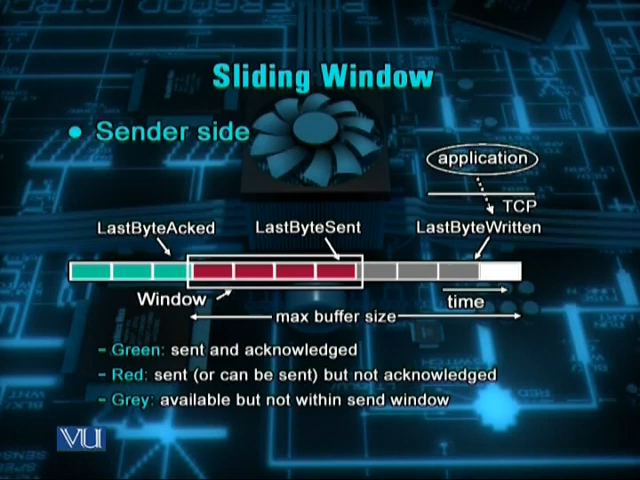 Sliding Window
● Sender side
application
TCP
LastByteAcked
LastByteSent
LastByteWritten
Window
time
max buffer size
- Green: sent and acknowledged
- Red: sent (or can be sent) but not acknowledged
- Grey: available but not within send window
VU